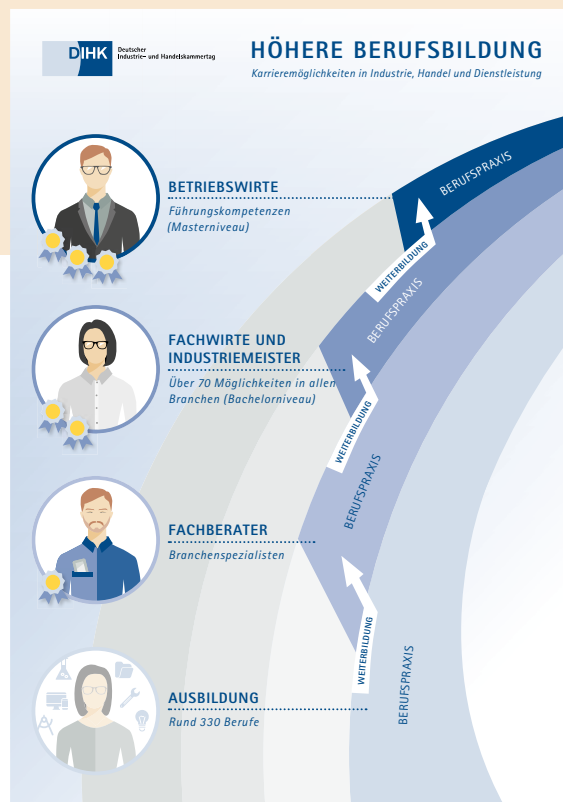 DIHK
Deutscher
Industrie- und Handelskammertag
HÖHERE BERUFSBILDUNG
Karrieremöglichkeiten in Industrie, Handel und Dienstleistung
BERUFSPRAXIS
BETRIEBSWIRTE
Führungskompetenzen
(Masterniveau)
WEITERBILDUNG
BERUFSPRAXIS
FACHWIRTE UND
INDUSTRIEMEISTER
Über 70 Möglichkeiten in allen
Branchen (Bachelorniveau)
WEITERBILDUNG
BERUFSPRAXIS
FACHBERATER
Branchenspezialisten
WEITERBILDUNG
BERUFSPRAXIS
AUSBILDUNG
Rund 330 Berufe